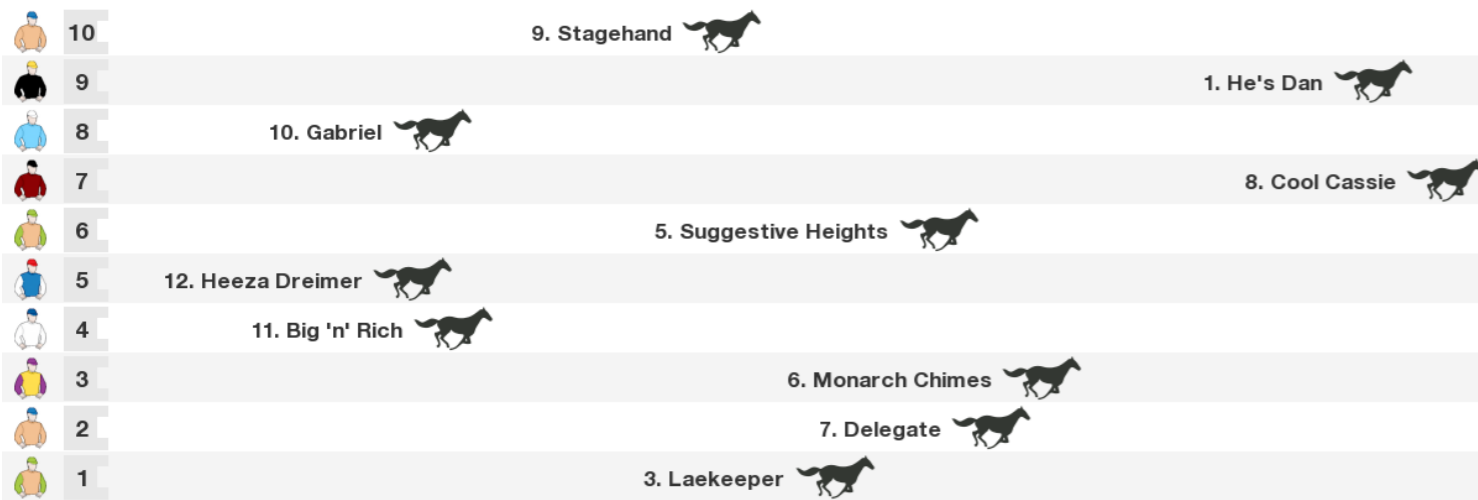 10 9. Stagehand
9 1. He's Dan
8 10. Gabriel
7 8. Cool Cassie
6 5. Suggestive Heights
5 12. Heeza Dreimer
4 11. Big 'n' Rich
3 6. Monarch Chimes
2 7. Delegate
1 3. Laekeeper